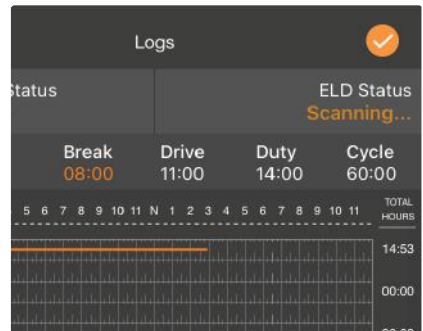 Logs
Status ELD Status
Scanning...
Break Drive Duty Cycle
08:00 11:00 14:00 60:00
5 6 7 8 9 10 11 N 1 2 3 4 5 6 7 8 9 10 11 TOTAL
HOURS
14:53
00:00